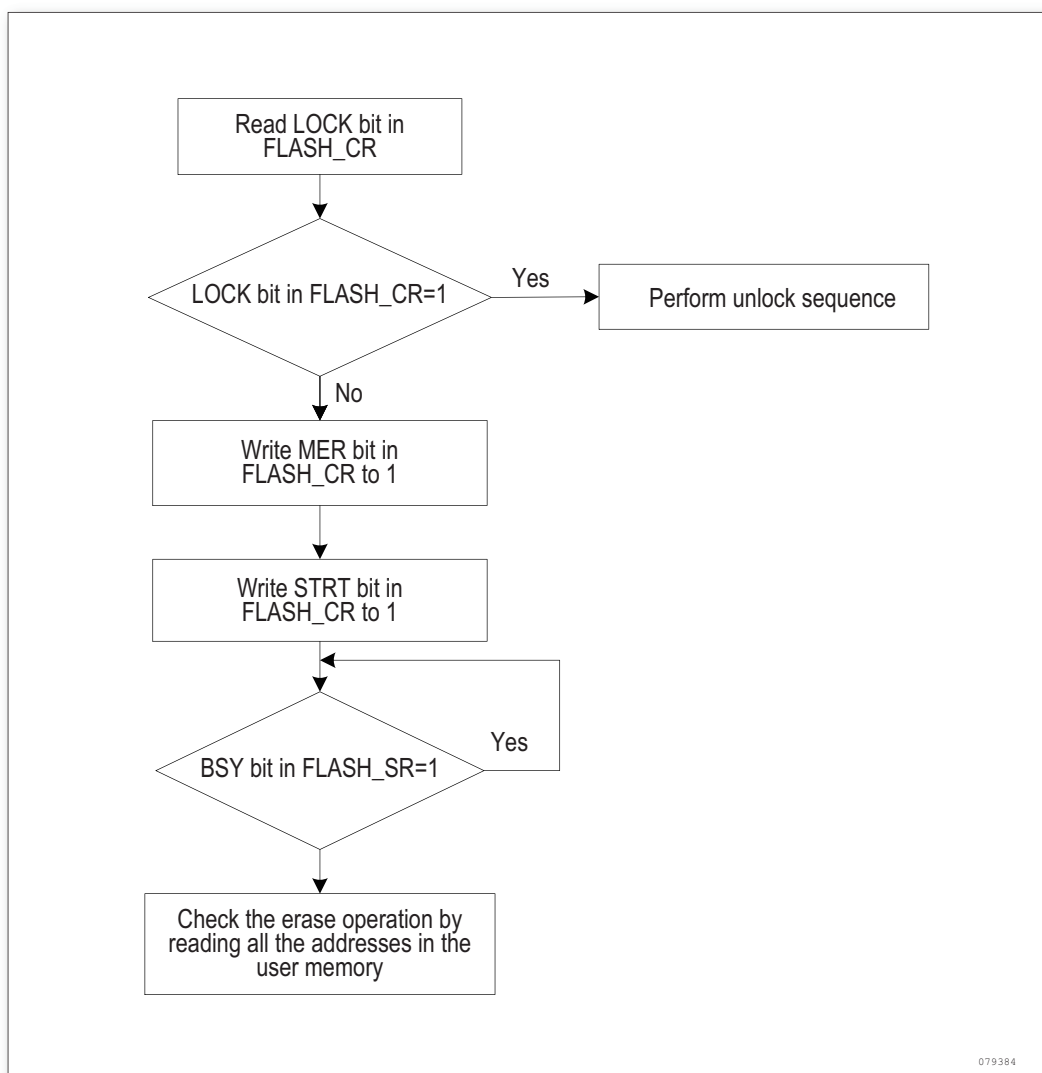 Read LOCK bit in
FLASH_CR
LOCK bit in FLASH_CR=1
Yes
Perform unlock sequence
No
Write MER bit in
FLASH_CR to 1
Write STRT bit in
FLASH_CR to 1
BSY bit in FLASH_SR=1
Yes
Check the erase operation by
reading all the addresses in the
user memory
079384